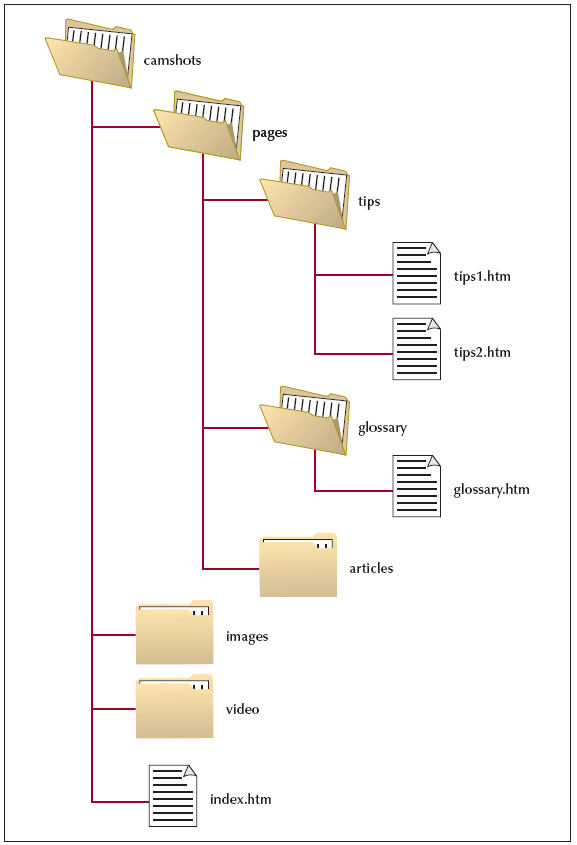 camshots
pages
tips
tips1.htm
tips2.htm
glossary
glossary.htm
articles
images
video
index.htm